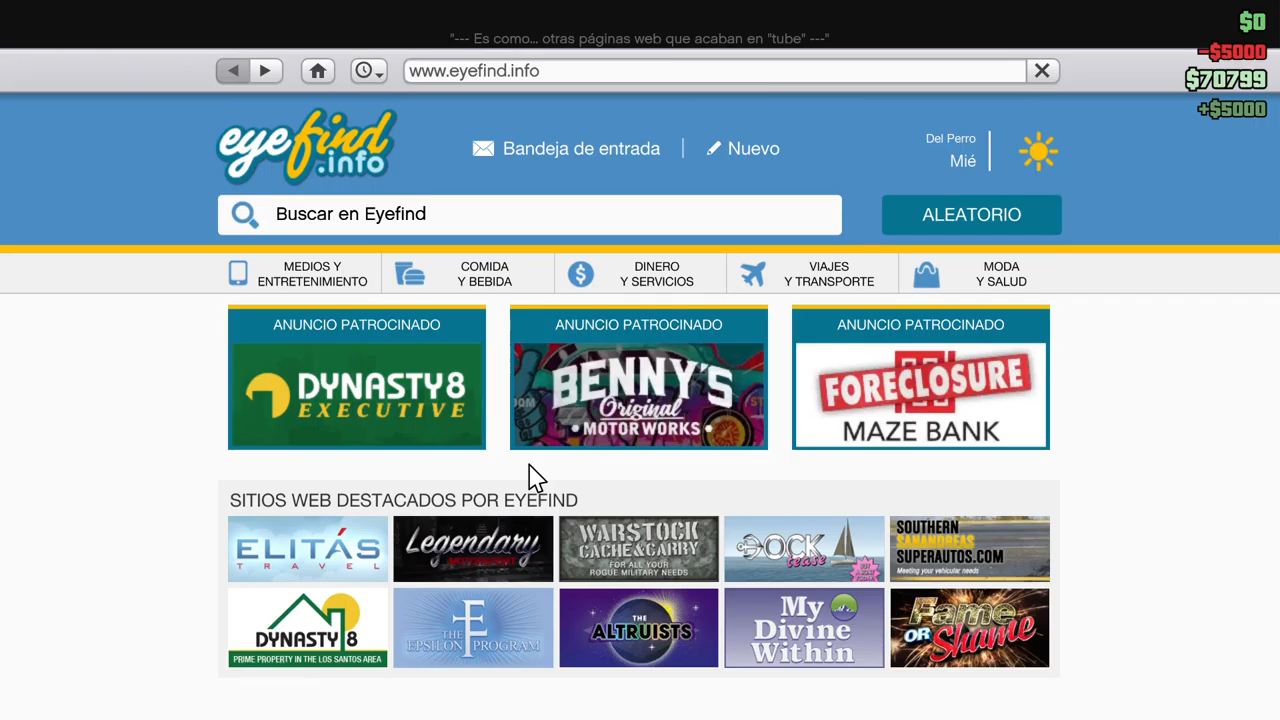 "--- Es como... otras páginas web que acaban en "tube" ---"
$0
-$5000
$70799
+$5000
www.eyefind.info
eyefind
.info
Bandeja de entrada
Nuevo
Del Perro
Mié
Buscar en Eyefind
ALEATORIO
MEDIOS Y
ENTRETENIMIENTO
COMIDA
Y BEBIDA
DINERO
Y SERVICIOS
VIAJES
Y TRANSPORTE
MODA
Y SALUD
ANUNCIO PATROCINADO
DYNASTY 8
EXECUTIVE
ANUNCIO PATROCINADO
BENNY'S
Original
MOTOR WORKS
ANUNCIO PATROCINADO
FORECLOSURE
MAZE BANK
SITIOS WEB DESTACADOS POR EYEFIND
ELITÁS
TRAVEL
Legendary
MOTORSPORT
WARSTOCK
CACHE & CARRY
FOR ALL YOUR
ROGUE MILITARY NEEDS
DOCK
tease
SOUTHERN
SANANDREAS
SUPERAUTOS.COM
Meeting your vehicular needs
DYNASTY 8
PRIME PROPERTY IN THE LOS SANTOS AREA
THE
EPSILON PROGRAM
THE
ALTRUISTS
My
Divine
Within
Fame
OR Shame